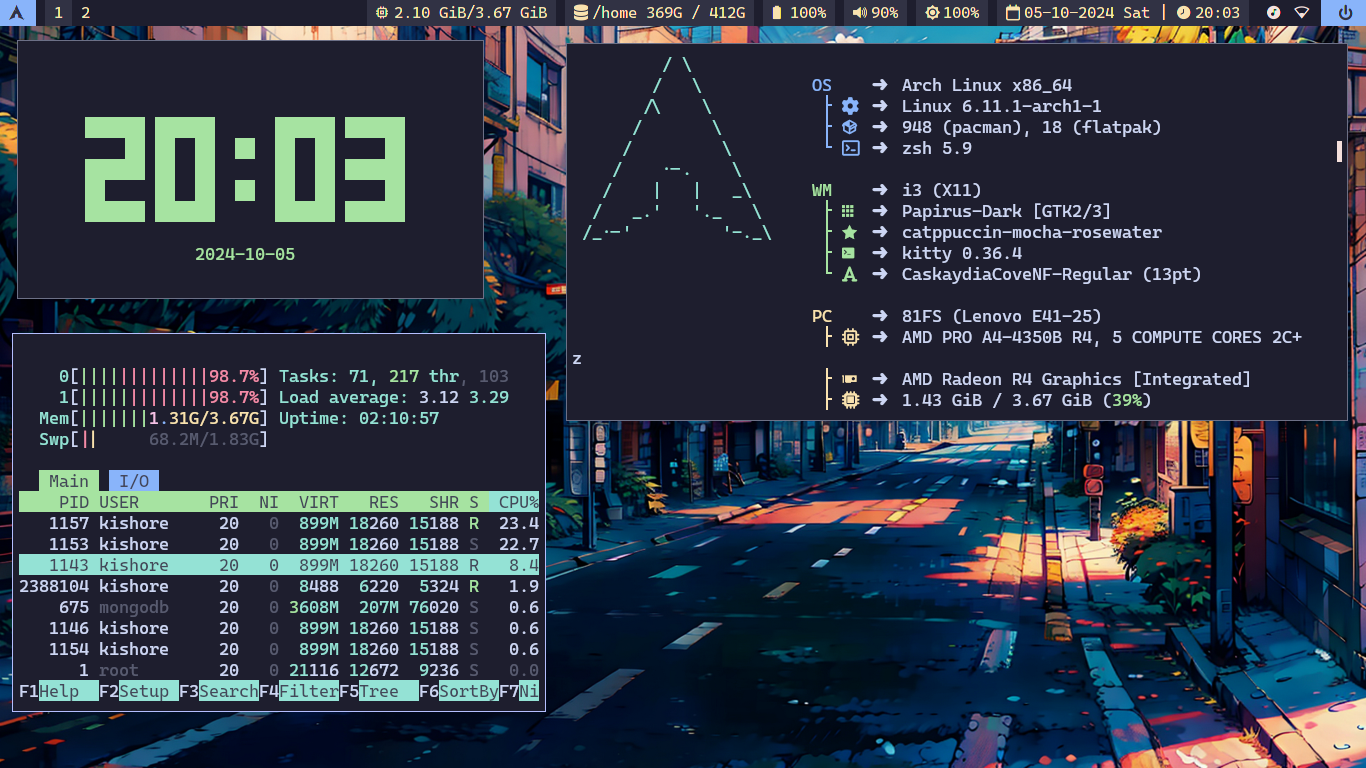 1 2 2.10 GiB/3.67 GiB /home 369G / 412G 100% 90% 100% 05-10-2024 Sat | 20:03
20:03
2024-10-05
OS Arch Linux x86_64
Linux 6.11.1-arch1-1
948 (pacman), 18 (flatpak)
zsh 5.9
WM i3 (X11)
Papirus-Dark [GTK2/3]
catppuccin-mocha-rosewater
kitty 0.36.4
CaskaydiaCoveNF-Regular (13pt)
PC 81FS (Lenovo E41-25)
AMD PRO A4-4350B R4, 5 COMPUTE CORES 2C+
z
AMD Radeon R4 Graphics [Integrated]
1.43 GiB / 3.67 GiB (39%)
0[||||||||||||||98.7%] Tasks: 71, 217 thr, 103
1[||||||||||||||98.7%] Load average: 3.12 3.29
Mem[|||||||1.31G/3.67G] Uptime: 02:10:57
Swp[|| 68.2M/1.83G]
Main I/O
PID USER PRI NI VIRT RES SHR S CPU%
1157 kishore 20 0 899M 18260 15188 R 23.4
1153 kishore 20 0 899M 18260 15188 S 22.7
1143 kishore 20 0 899M 18260 15188 R 8.4
2388104 kishore 20 0 8488 6220 5324 R 1.9
675 mongodb 20 0 3608M 207M 76020 S 0.6
1146 kishore 20 0 899M 18260 15188 S 0.6
1154 kishore 20 0 899M 18260 15188 S 0.6
1 root 20 0 21116 12672 9236 S 0.0
F1Help F2Setup F3SearchF4FilterF5Tree F6SortByF7Ni